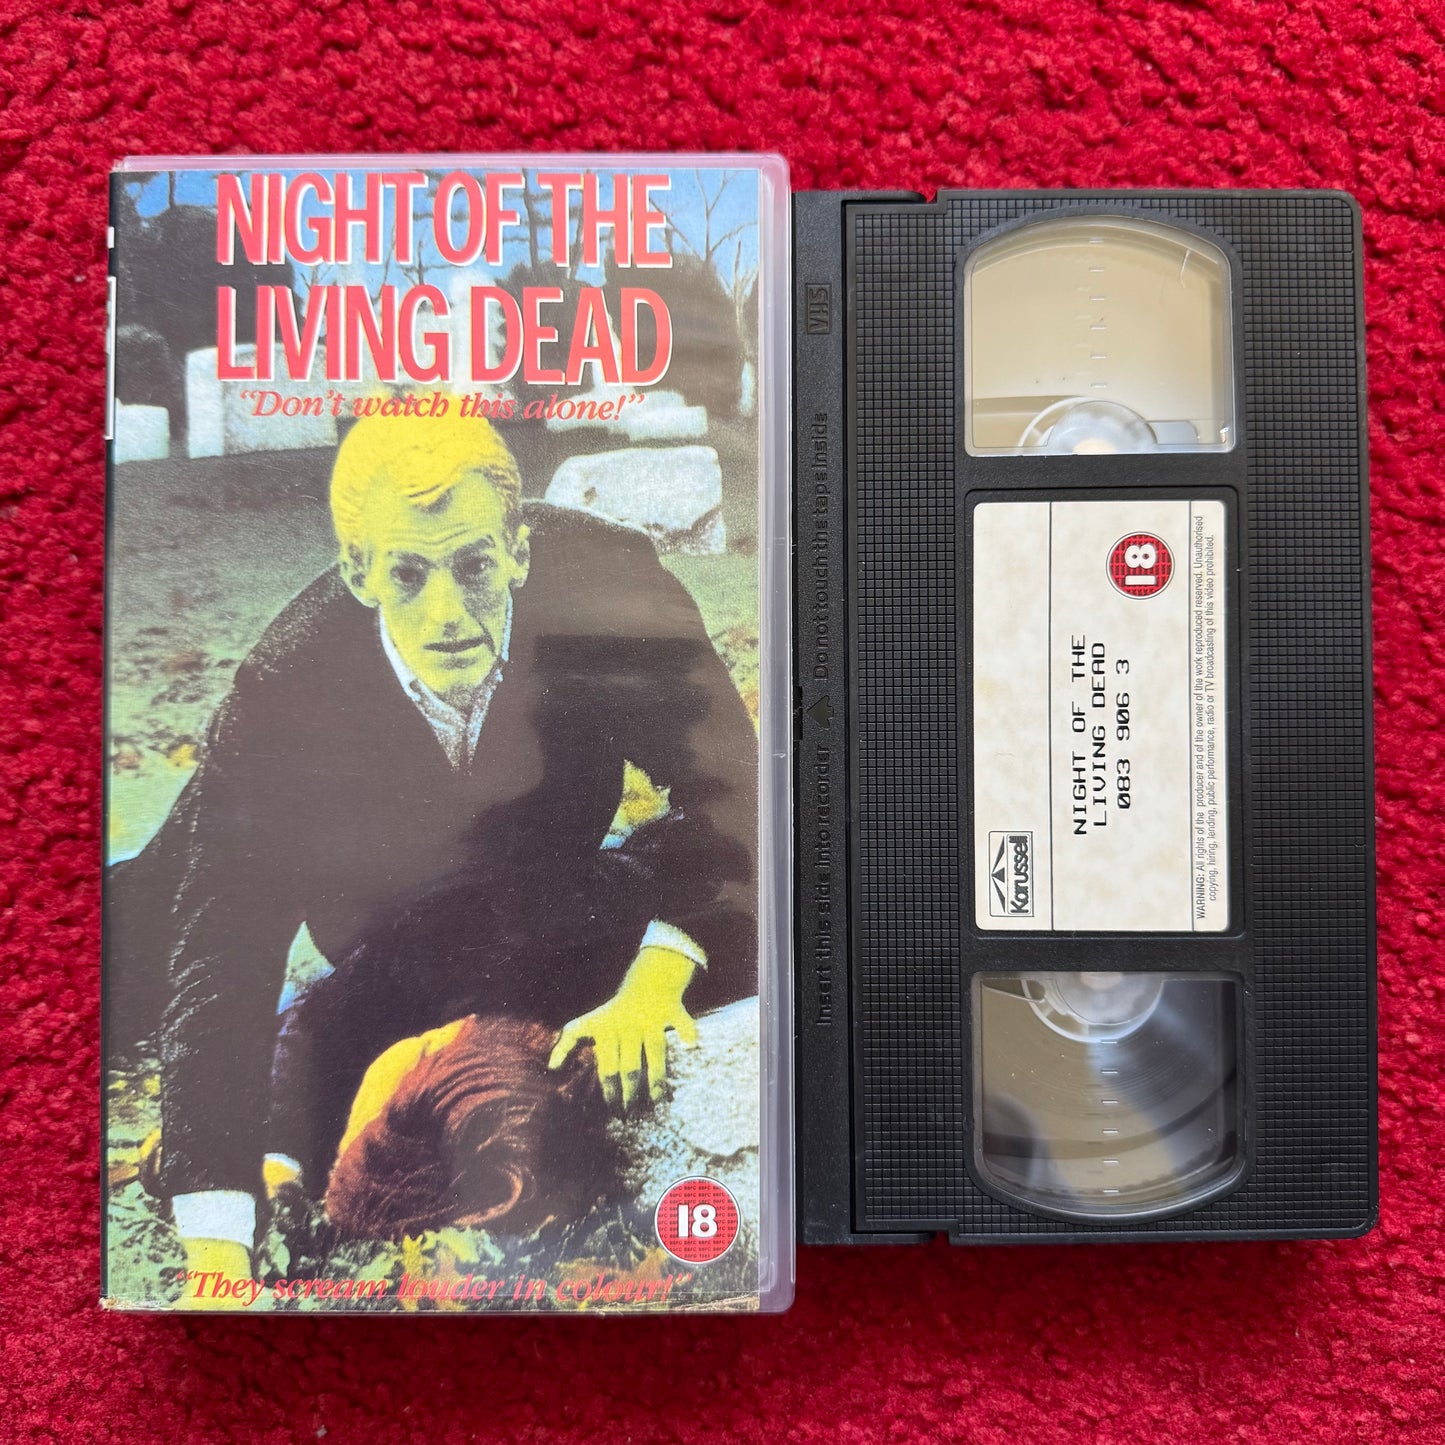 NIGHT OF THE
LIVING DEAD
"Don't watch this alone!"
18
"They scream louder in colour!"
VHS
Insert this side into recorder
Do not touch the tape inside
18
NIGHT OF THE
LIVING DEAD
083 906 3
Karussell
WARNING: All rights of the producer and of the owner of the work reproduced reserved. Unauthorised
copying, hiring, lending, public performance, radio or TV broadcasting of this video prohibited.